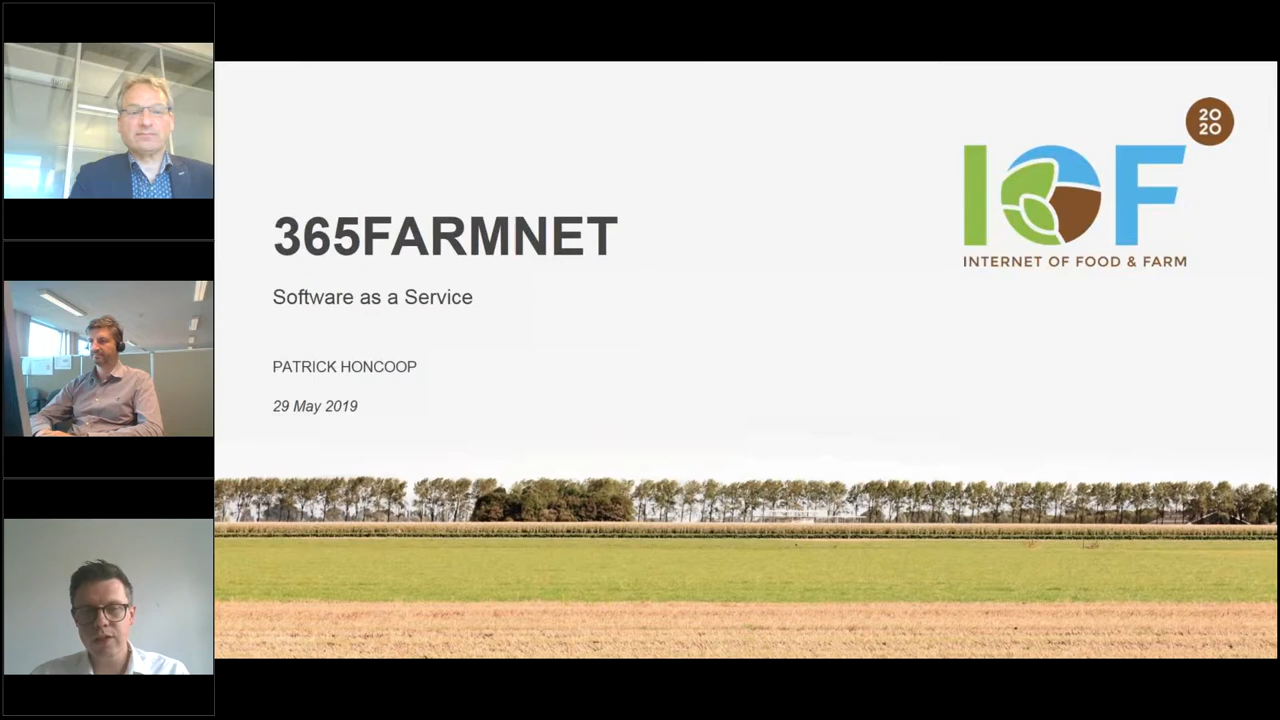 365FARMNET
Software as a Service
PATRICK HONCOOP
29 May 2019
20
20
IOF
INTERNET OF FOOD & FARM